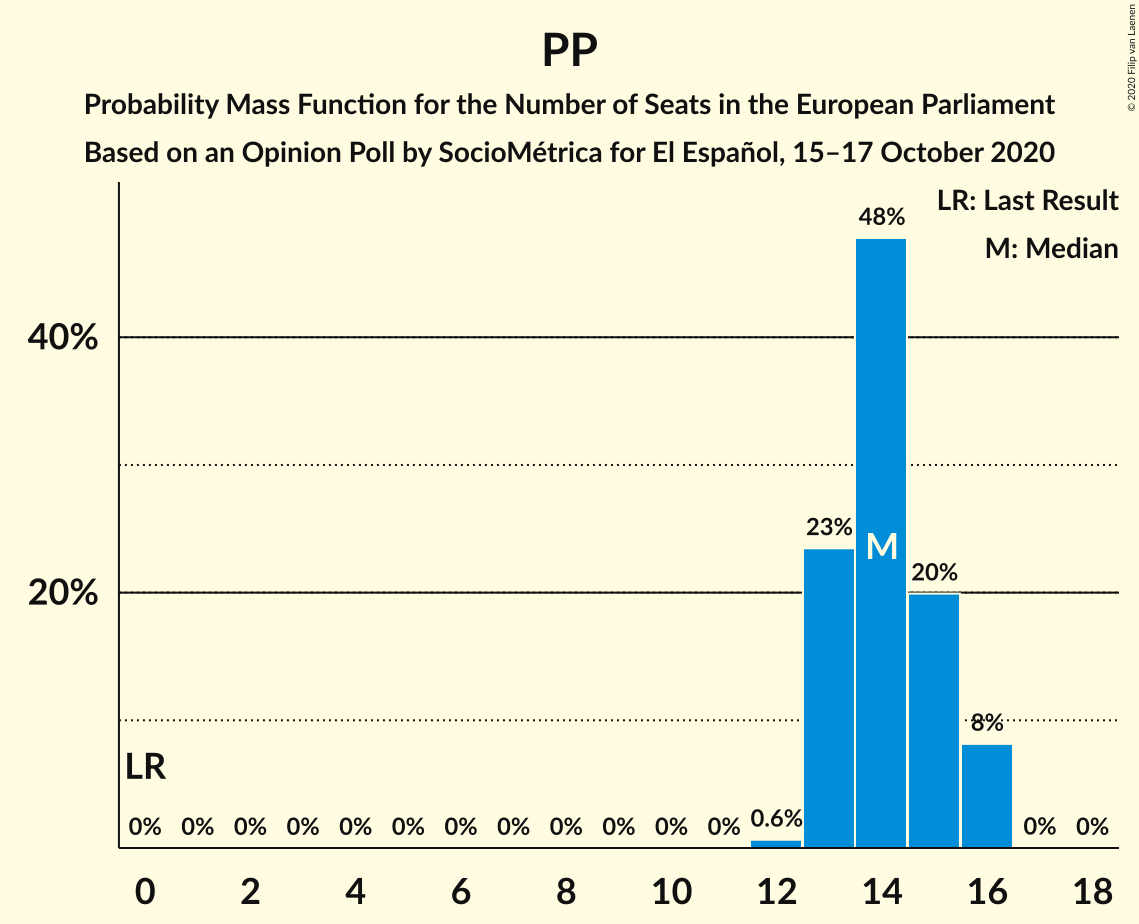 PP
Probability Mass Function for the Number of Seats in the European Parliament
Based on an Opinion Poll by SocioMétrica for El Español, 15–17 October 2020
© 2020 Filip van Laenen
LR: Last Result
M: Median
40%
20%
48%
23%
M
20%
8%
LR
0% 0% 0% 0% 0% 0% 0% 0% 0% 0% 0% 0% 0.6% 0% 0%
0 2 4 6 8 10 12 14 16 18